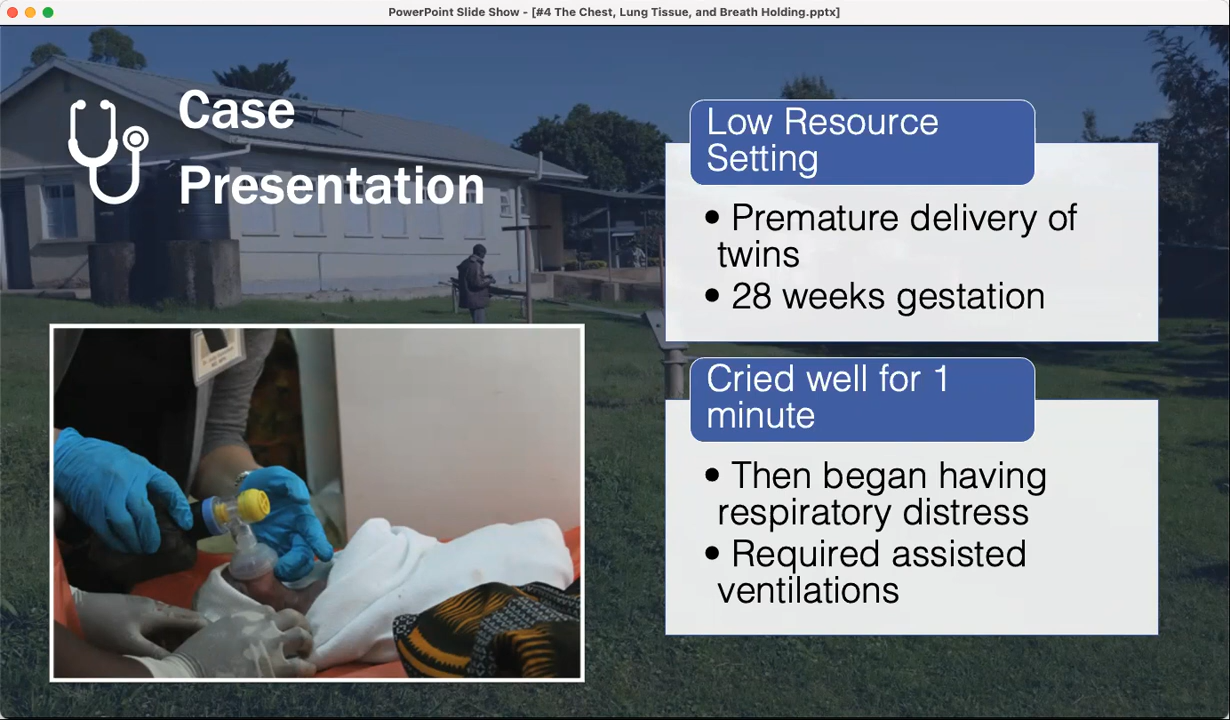 PowerPoint Slide Show - [#4 The Chest, Lung Tissue, and Breath Holding.pptx]
Case
Presentation
Low Resource
Setting
• Premature delivery of
twins
• 28 weeks gestation
Cried well for 1
minute
• Then began having
respiratory distress
• Required assisted
ventilations